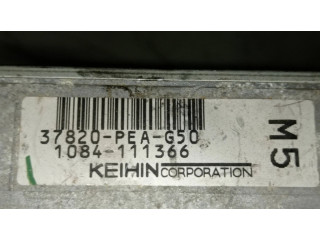 37820-PEA-G50
1084-111366
KEIHIN CORPORATION
M5